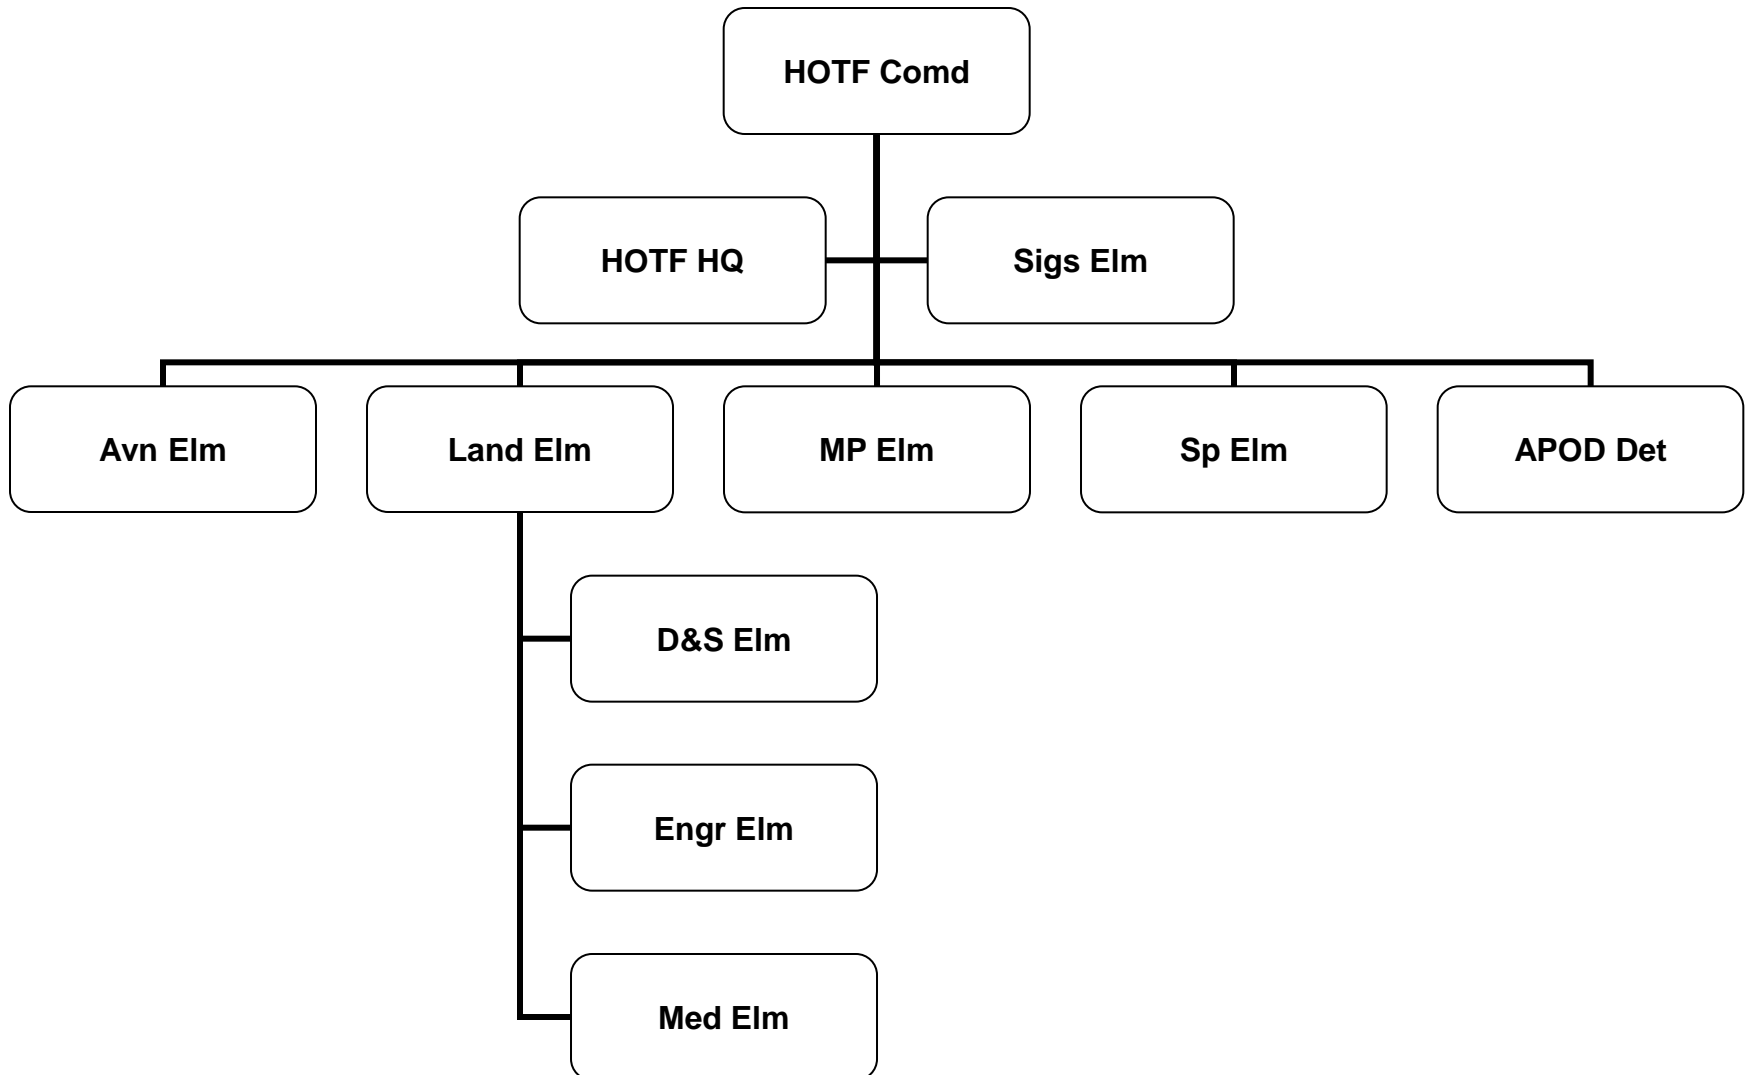 HOTF Comd
HOTF HQ
Sigs Elm
Avn Elm
Land Elm
MP Elm
Sp Elm
APOD Det
D&S Elm
Engr Elm
Med Elm